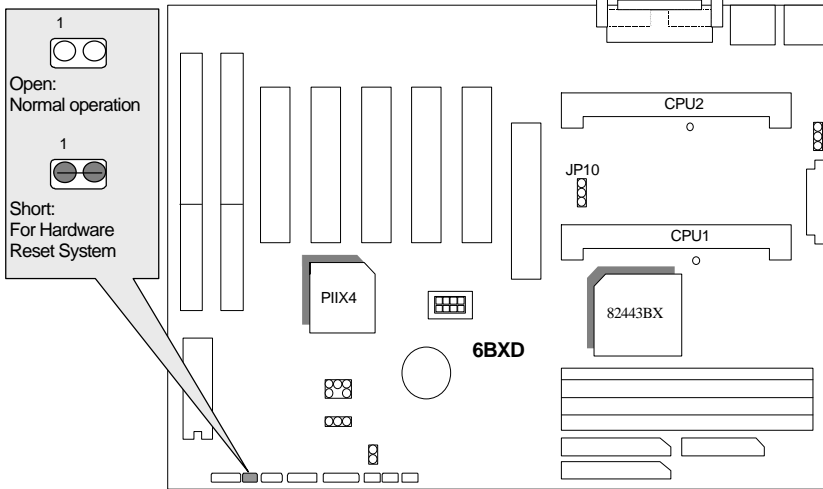 1
Open:
Normal operation
1
Short:
For Hardware
Reset System
CPU2
JP10
CPU1
PIIX4
82443BX
6BXD